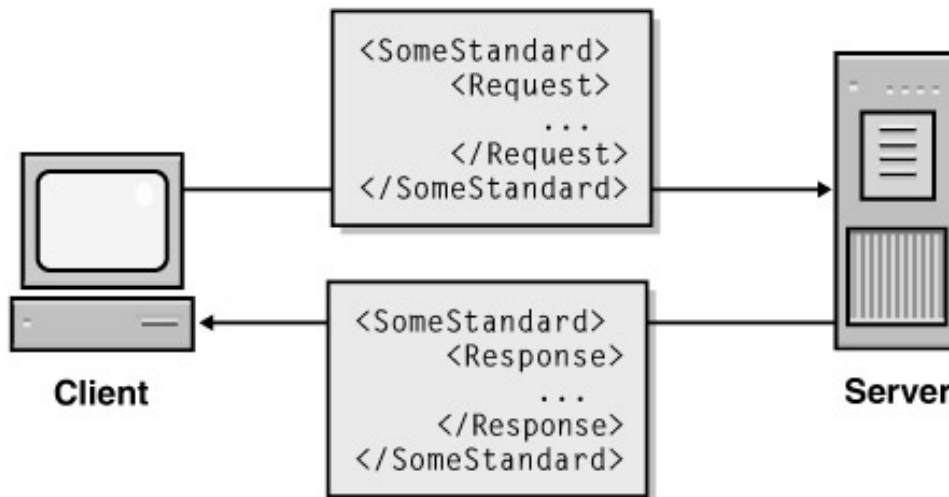 <SomeStandard>
<Request>
...
</Request>
</SomeStandard>
<SomeStandard>
<Response>
...
</Response>
</SomeStandard>
Client
Server